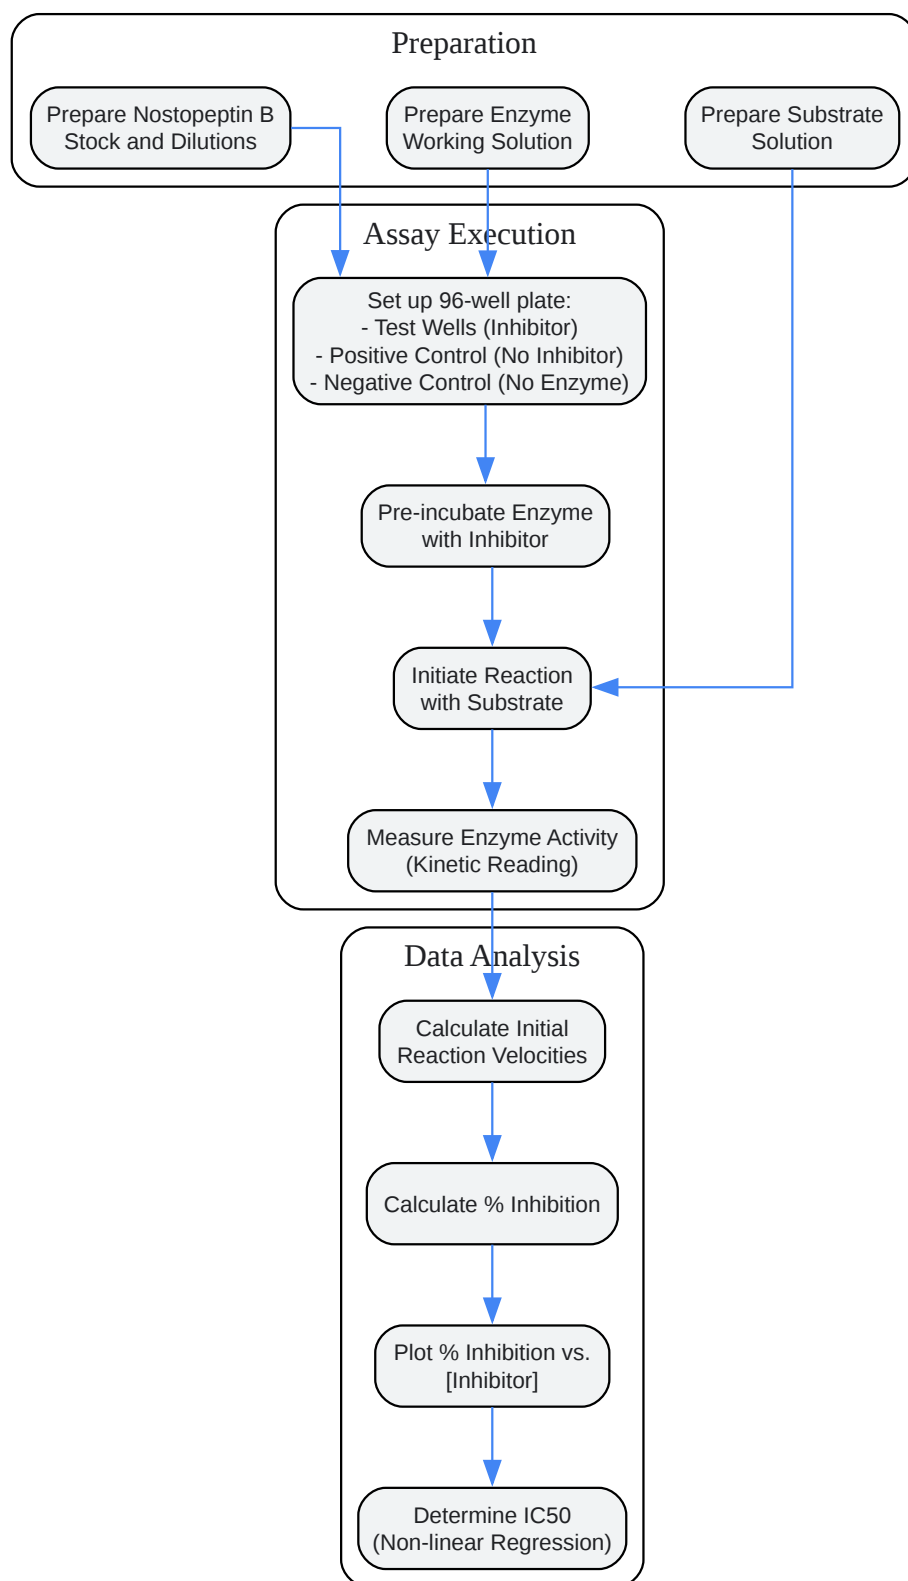 Preparation
Prepare Nostopeptin B
Stock and Dilutions
Prepare Enzyme
Working Solution
Prepare Substrate
Solution
Assay Execution
Set up 96-well plate:
- Test Wells (Inhibitor)
- Positive Control (No Inhibitor)
- Negative Control (No Enzyme)
Pre-incubate Enzyme
with Inhibitor
Initiate Reaction
with Substrate
Measure Enzyme Activity
(Kinetic Reading)
Data Analysis
Calculate Initial
Reaction Velocities
Calculate % Inhibition
Plot % Inhibition vs.
[Inhibitor]
Determine IC50
(Non-linear Regression)